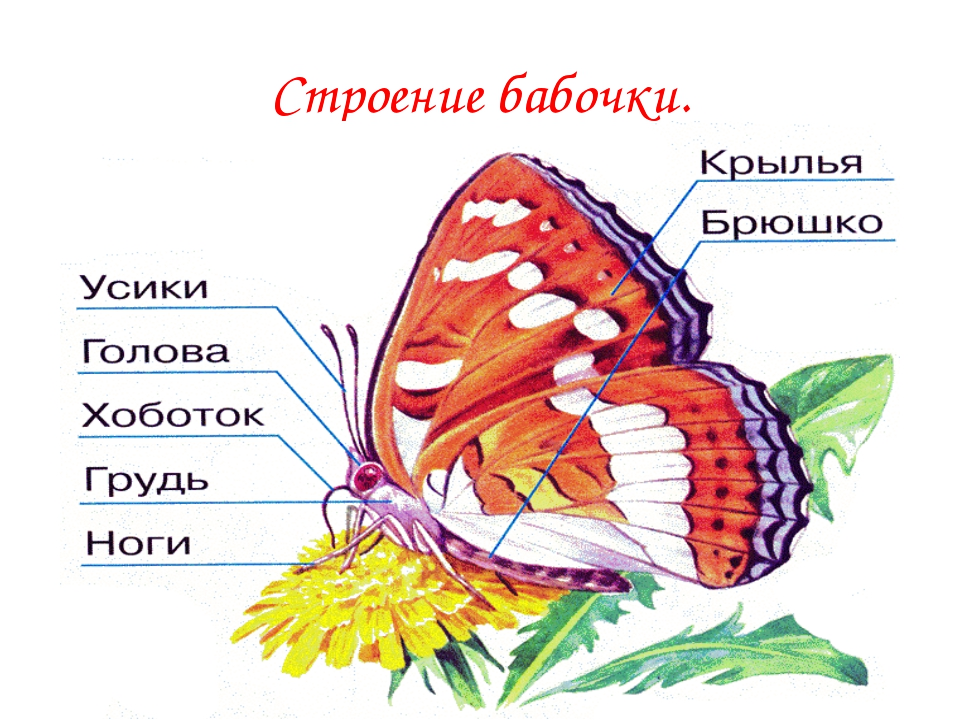 Строение бабочки.
Крылья
Брюшко
Усики
Голова
Хоботок
Грудь
Ноги